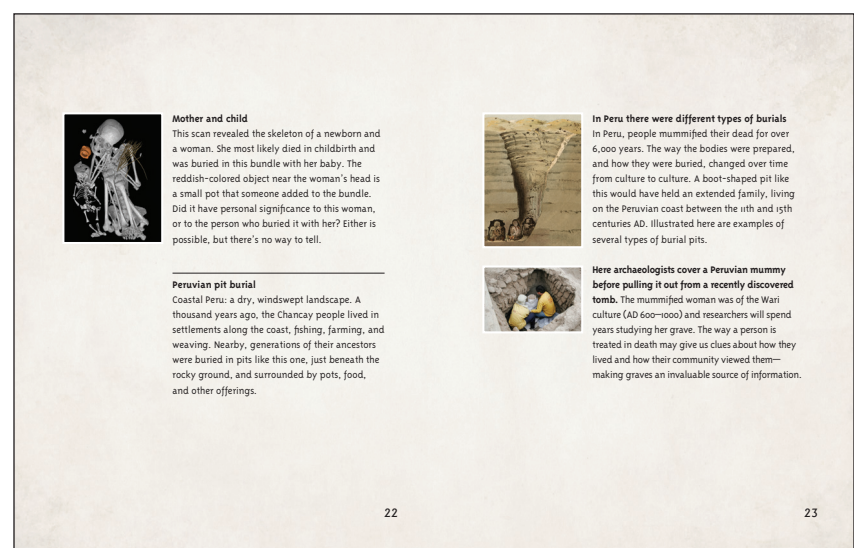 Mother and child
This scan revealed the skeleton of a newborn and
a woman. She most likely died in childbirth and
was buried in this bundle with her baby. The
reddish-colored object near the woman's head is
a small pot that someone added to the bundle.
Did it have personal significance to this woman,
or to the person who buried it with her? Either is
possible, but there's no way to tell.
Peruvian pit burial
Coastal Peru: a dry, windswept landscape. A
thousand years ago, the Chancay people lived in
settlements along the coast, fishing, farming, and
weaving. Nearby, generations of their ancestors
were buried in pits like this one, just beneath the
rocky ground, and surrounded by pots, food,
and other offerings.
22
In Peru there were different types of burials
In Peru, people mummified their dead for over
6,000 years. The way the bodies were prepared,
and how they were buried, changed over time
from culture to culture. A boot-shaped pit like
this would have held an extended family, living
on the Peruvian coast between the 11th and 15th
centuries AD. Illustrated here are examples of
several types of burial pits.
Here archaeologists cover a Peruvian mummy
before pulling it out from a recently discovered
tomb. The mummified woman was of the Wari
culture (AD 600–1000) and researchers will spend
years studying her grave. The way a person is
treated in death may give us clues about how they
lived and how their community viewed them—
making graves an invaluable source of information.
23